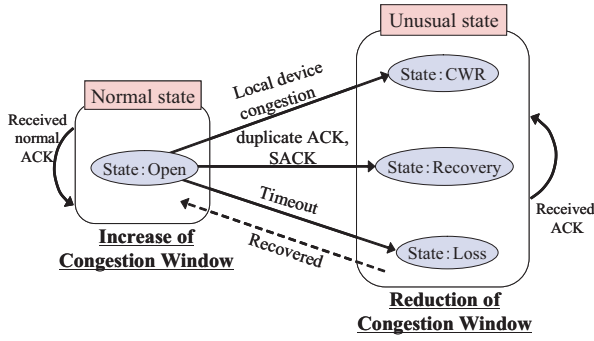 Unusual state
Normal state
Received
normal
ACK
State:Open
Local device
congestion
duplicate ACK,
SACK
Timeout
Recovered
State:CWR
State:Recovery
State:Loss
Received
ACK
Increase of
Congestion Window
Reduction of
Congestion Window